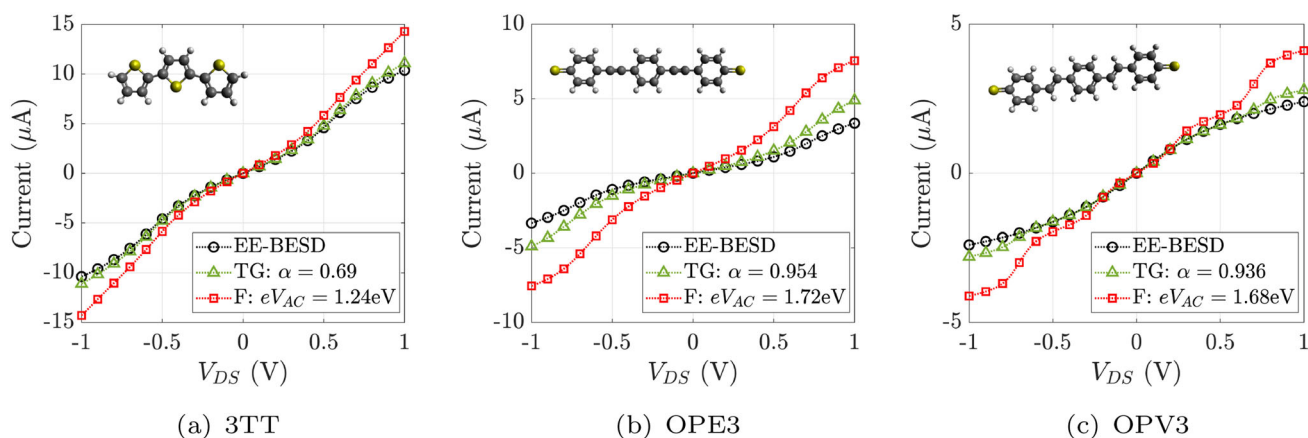 15
10
5
0
-5
-10
-15
Current (μA)
EE-BESD
TG: α = 0.69
F: eV_AC = 1.24eV
-1
-0.5
0
0.5
1
V_DS (V)
(a) 3TT
10
5
0
-5
-10
Current (μA)
EE-BESD
TG: α = 0.954
F: eV_AC = 1.72eV
-1
-0.5
0
0.5
1
V_DS (V)
(b) OPE3
5
0
-5
Current (μA)
EE-BESD
TG: α = 0.936
F: eV_AC = 1.68eV
-1
-0.5
0
0.5
1
V_DS (V)
(c) OPV3